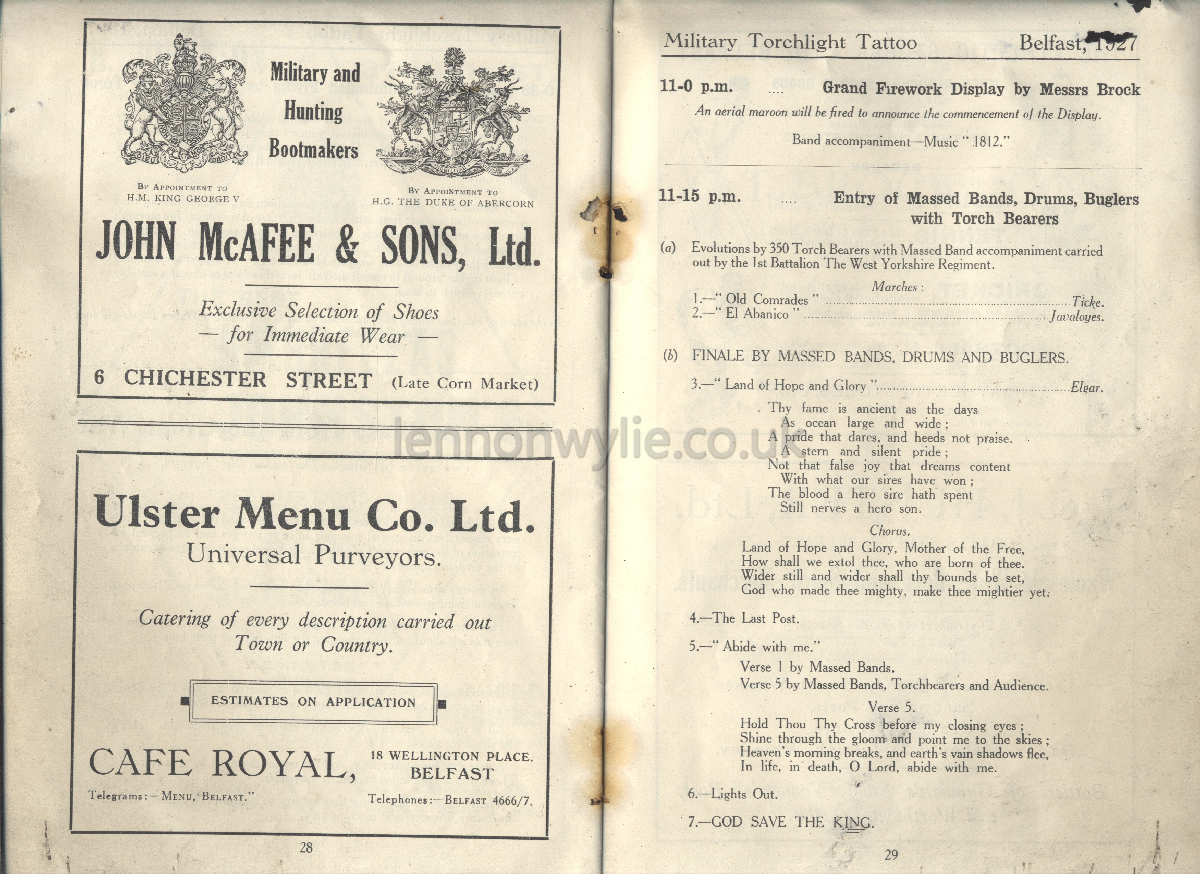 Military and
Hunting
Bootmakers
By Appointment to
H.M. KING GEORGE V
By Appointment to
H.G. THE DUKE OF ABERCORN
JOHN McAFEE & SONS, Ltd.
Exclusive Selection of Shoes
— for Immediate Wear —
6 CHICHESTER STREET (Late Corn Market)
Ulster Menu Co. Ltd.
Universal Purveyors.
Catering of every description carried out
Town or Country.
ESTIMATES ON APPLICATION
CAFE ROYAL,
18 WELLINGTON PLACE,
BELFAST
Telegrams:— Menu, Belfast."
Telephones:— Belfast 4666/7.
28
Military Torchlight Tattoo Belfast, 1927
11-0 p.m. .... Grand Firework Display by Messrs Brock
An aerial maroon will be fired to announce the commencement of the Display.
Band accompaniment—Music "1812."
11-15 p.m. .... Entry of Massed Bands, Drums, Buglers
with Torch Bearers
(a) Evolutions by 350 Torch Bearers with Massed Band accompaniment carried
out by the 1st Battalion The West Yorkshire Regiment.
Marches:
1.—" Old Comrades " ........ Ticke.
2.—" El Abanico " ........ Javaloyes.
(b) FINALE BY MASSED BANDS, DRUMS AND BUGLERS.
3.—" Land of Hope and Glory " ........ Elgar.
Thy fame is ancient as the days
As ocean large and wide;
A pride that dares, and heeds not praise.
A stern and silent pride;
Not that false joy that dreams content
With what our sires have won;
The blood a hero sire hath spent
Still nerves a hero son.
Chorus.
Land of Hope and Glory, Mother of the Free,
How shall we extol thee, who are born of thee.
Wider still and wider shall thy bounds be set,
God who made thee mighty, make thee mightier yet.
4.—The Last Post.
5.—" Abide with me."
Verse 1 by Massed Bands.
Verse 5 by Massed Bands, Torchbearers and Audience.
Verse 5.
Hold Thou Thy Cross before my closing eyes;
Shine through the gloom and point me to the skies;
Heaven's morning breaks, and earth's vain shadows flee,
In life, in death, O Lord, abide with me.
6.—Lights Out.
7.—GOD SAVE THE KING.
29
lennonwylie.co.uk